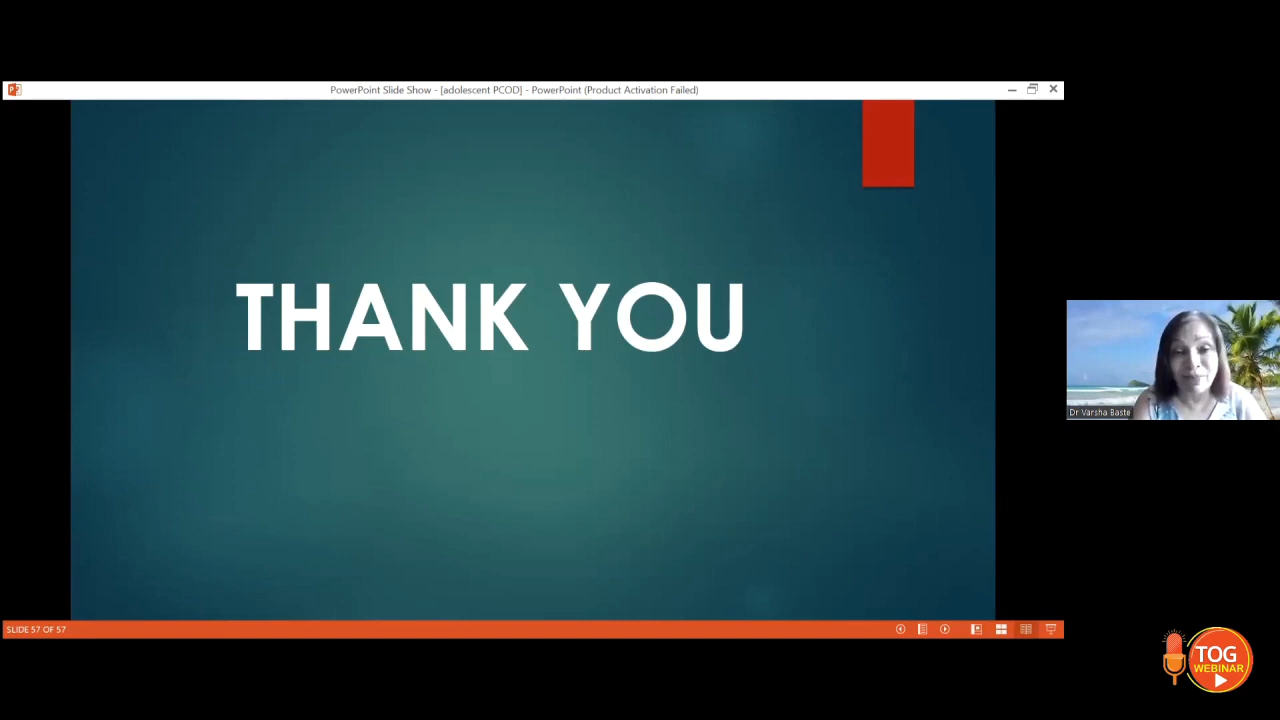 PowerPoint Slide Show - [adolescent PCOD] - PowerPoint (Product Activation Failed)
THANK YOU
Dr Varsha Baste
SLIDE 57 OF 57
TOG
WEBINAR